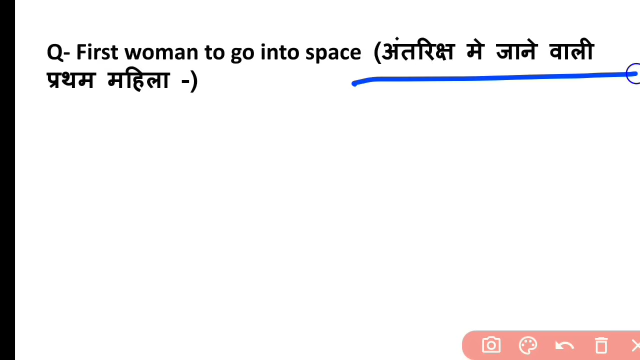 Q- First woman to go into space (अंतरिक्ष मे जाने वाली
प्रथम महिला -)